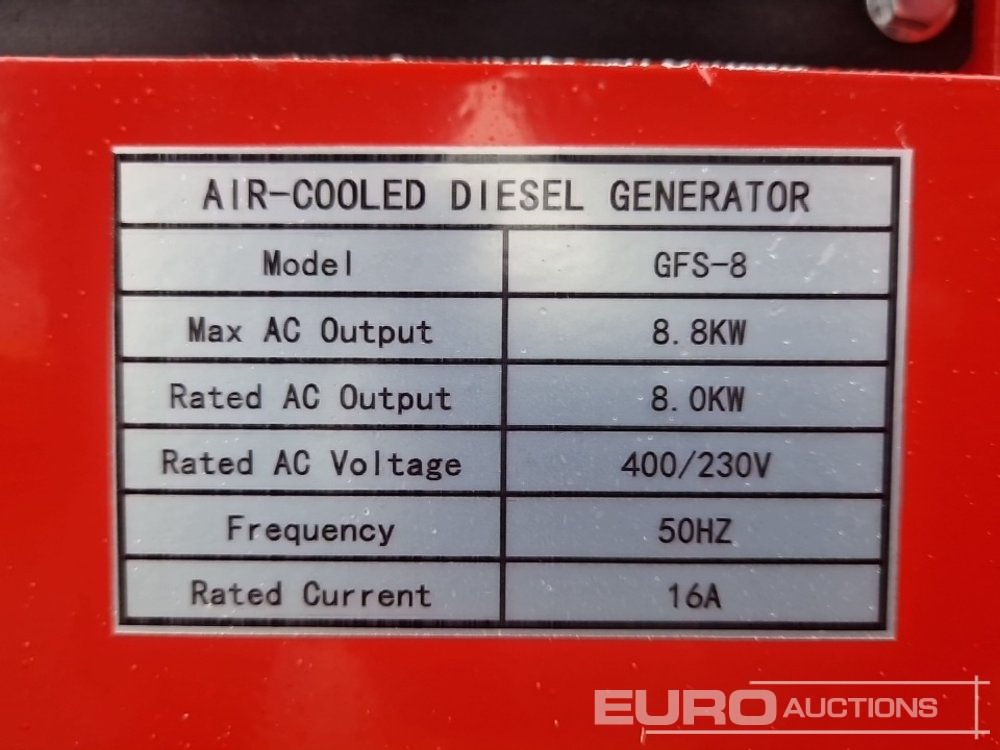 AIR-COOLED DIESEL GENERATOR
Model GFS-8
Max AC Output 8.8KW
Rated AC Output 8.0KW
Rated AC Voltage 400/230V
Frequency 50HZ
Rated Current 16A
EURO AUCTIONS